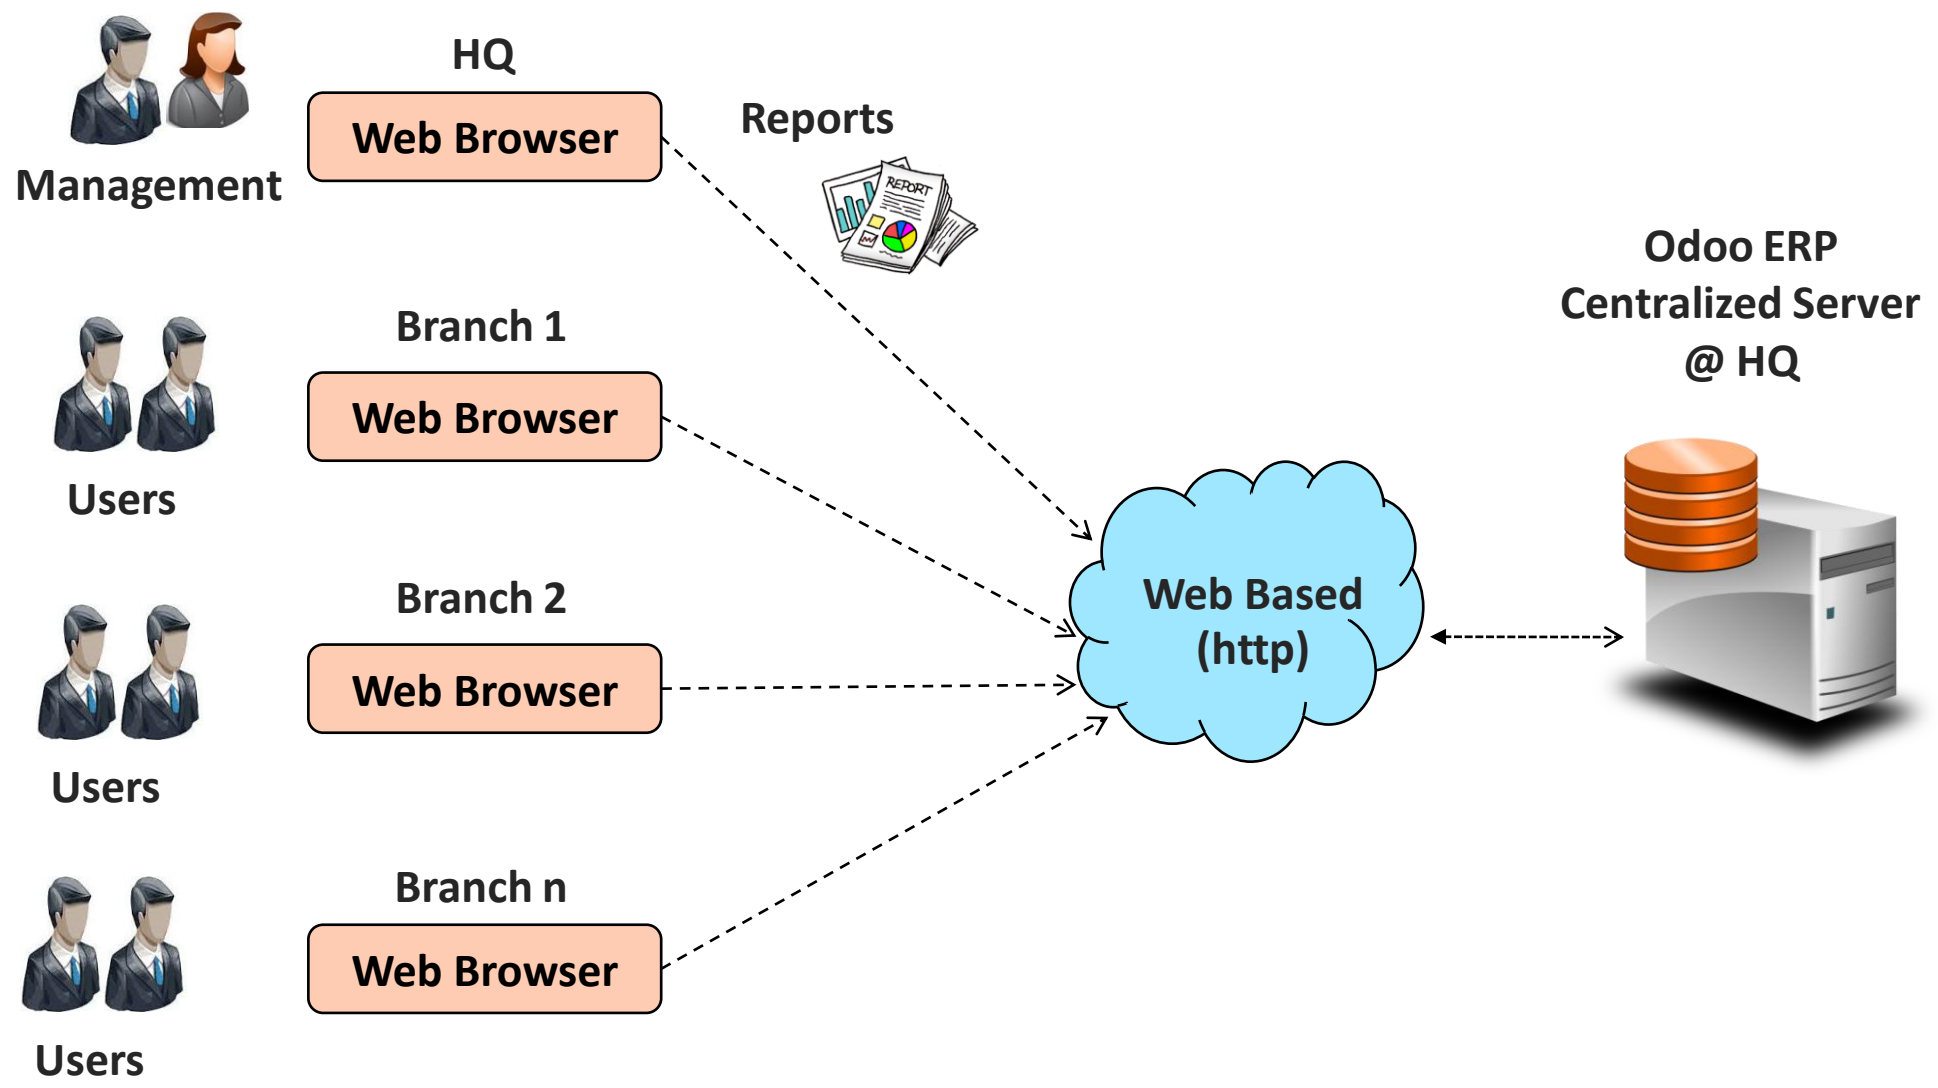 HQ
Web Browser
Management
Reports
REPORT
Branch 1
Web Browser
Users
Branch 2
Web Browser
Users
Branch n
Web Browser
Users
Web Based
(http)
Odoo ERP
Centralized Server
@ HQ